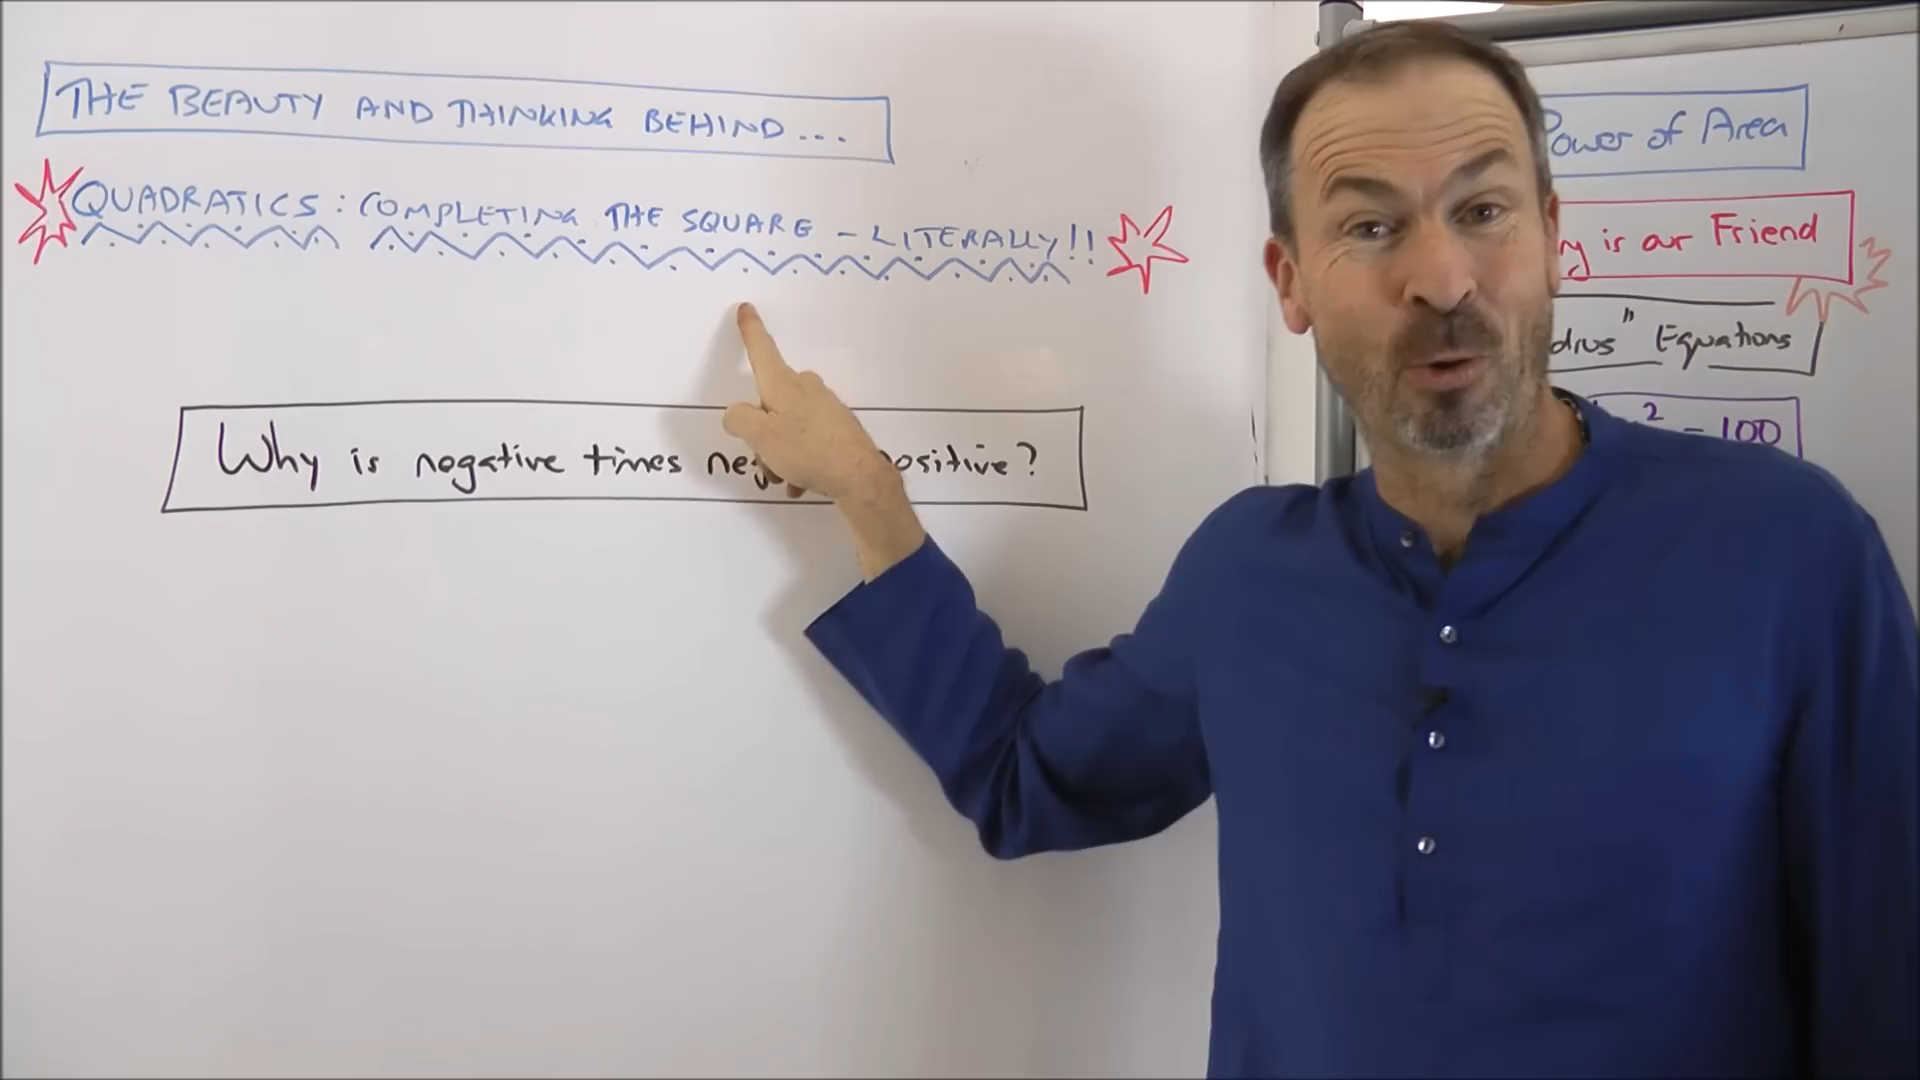 THE BEAUTY AND THINKING BEHIND...
QUADRATICS: COMPLETING THE SQUARE - LITERALLY!!
Why is negative times positive?
Power of Area
is our Friend
" Equations
2 - 100